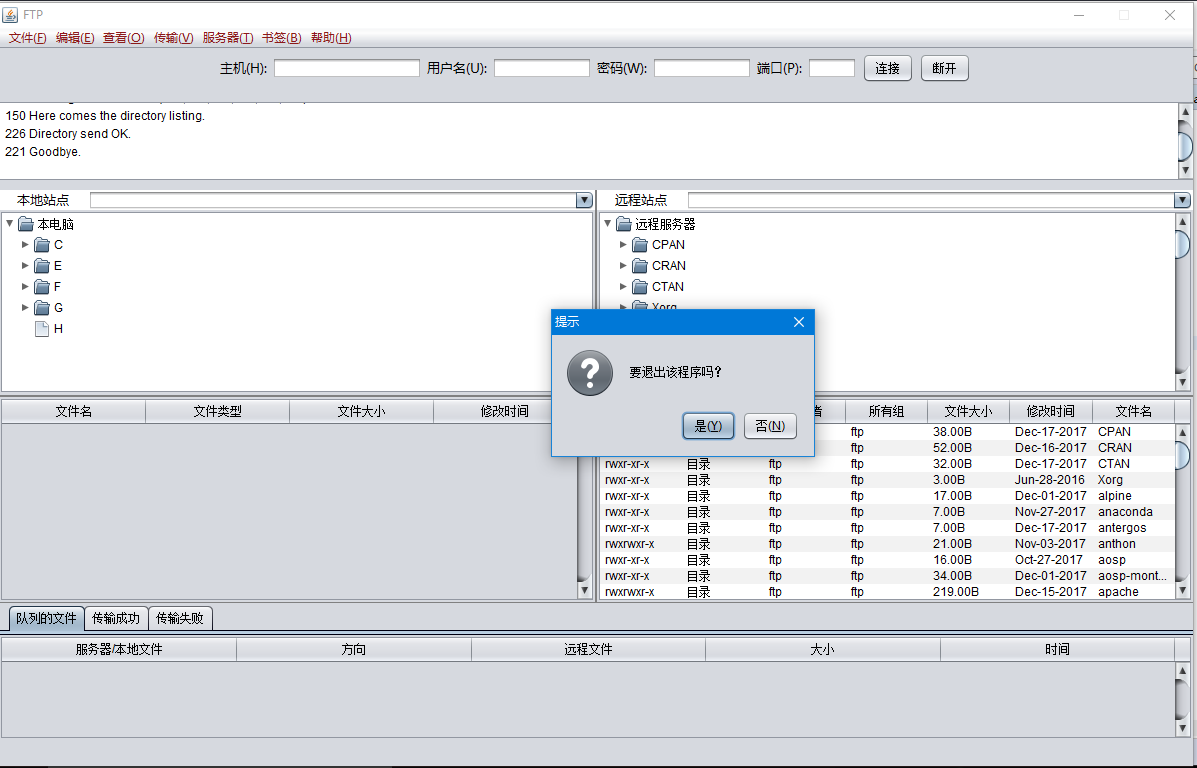 FTP
文件(F) 编辑(E) 查看(O) 传输(V) 服务器(T) 书签(B) 帮助(H)
主机(H): 用户名(U): 密码(W): 端口(P): 连接 断开
150 Here comes the directory listing.
226 Directory send OK.
221 Goodbye.
本地站点
本电脑
C
E
F
G
H
远程站点
远程服务器
CPAN
CRAN
CTAN
Xorg
提示
要退出该程序吗?
是(Y) 否(N)
文件名 文件类型 文件大小 修改时间
者 所有组 文件大小 修改时间 文件名
ftp 38.00B Dec-17-2017 CPAN
ftp 52.00B Dec-16-2017 CRAN
rwxr-xr-x 目录 ftp ftp 32.00B Dec-17-2017 CTAN
rwxr-xr-x 目录 ftp ftp 3.00B Jun-28-2016 Xorg
rwxr-xr-x 目录 ftp ftp 17.00B Dec-01-2017 alpine
rwxr-xr-x 目录 ftp ftp 7.00B Nov-27-2017 anaconda
rwxr-xr-x 目录 ftp ftp 7.00B Dec-17-2017 antergos
rwxrwxr-x 目录 ftp ftp 21.00B Nov-03-2017 anthon
rwxr-xr-x 目录 ftp ftp 16.00B Oct-27-2017 aosp
rwxr-xr-x 目录 ftp ftp 34.00B Dec-01-2017 aosp-mont...
rwxrwxr-x 目录 ftp ftp 219.00B Dec-15-2017 apache
队列的文件 传输成功 传输失败
服务器/本地文件 方向 远程文件 大小 时间